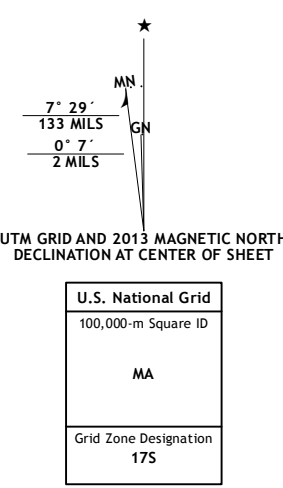 ★
MN
7° 29´
133 MILS
GN
0° 7´
2 MILS
UTM GRID AND 2013 MAGNETIC NORTH
DECLINATION AT CENTER OF SHEET
U.S. National Grid
100,000-m Square ID
MA
Grid Zone Designation
17S